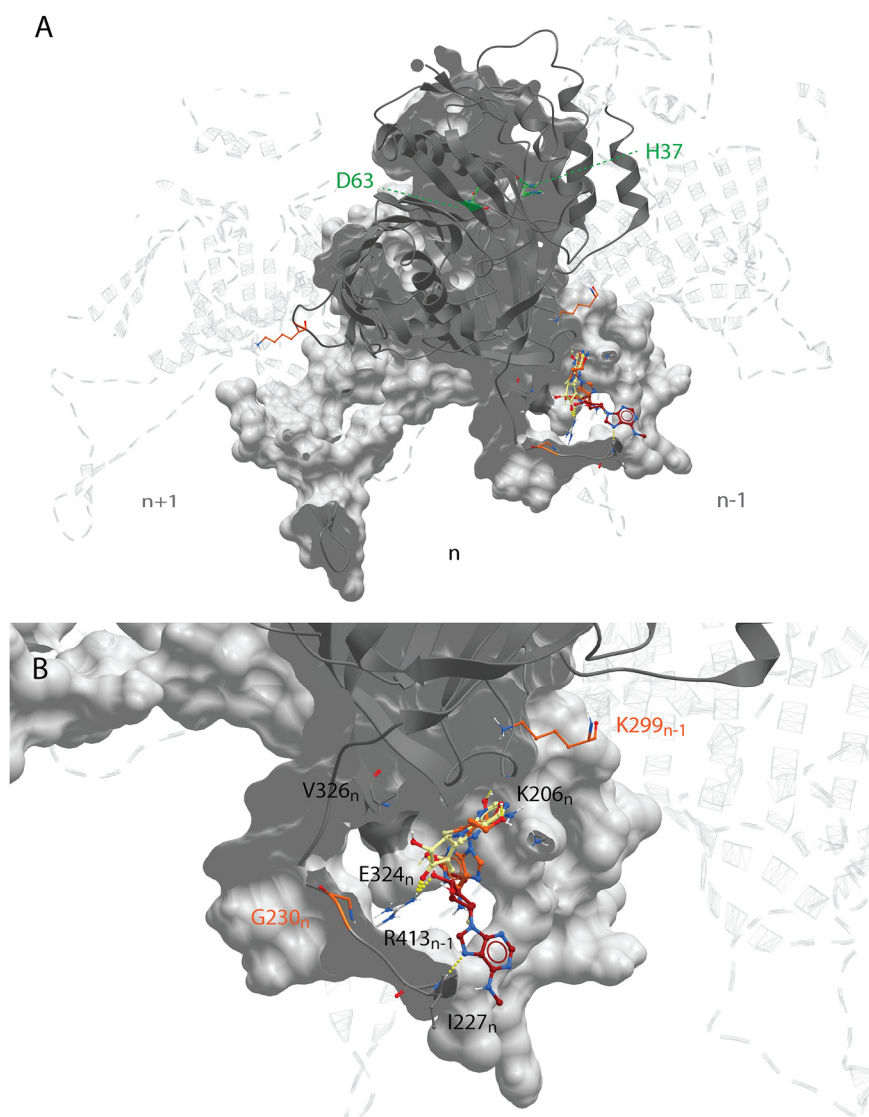 A
H37
D63
n+1
n-1
n
B
K299n-1
V326n
K206n
E324n
G230n
R413n-1
I227n